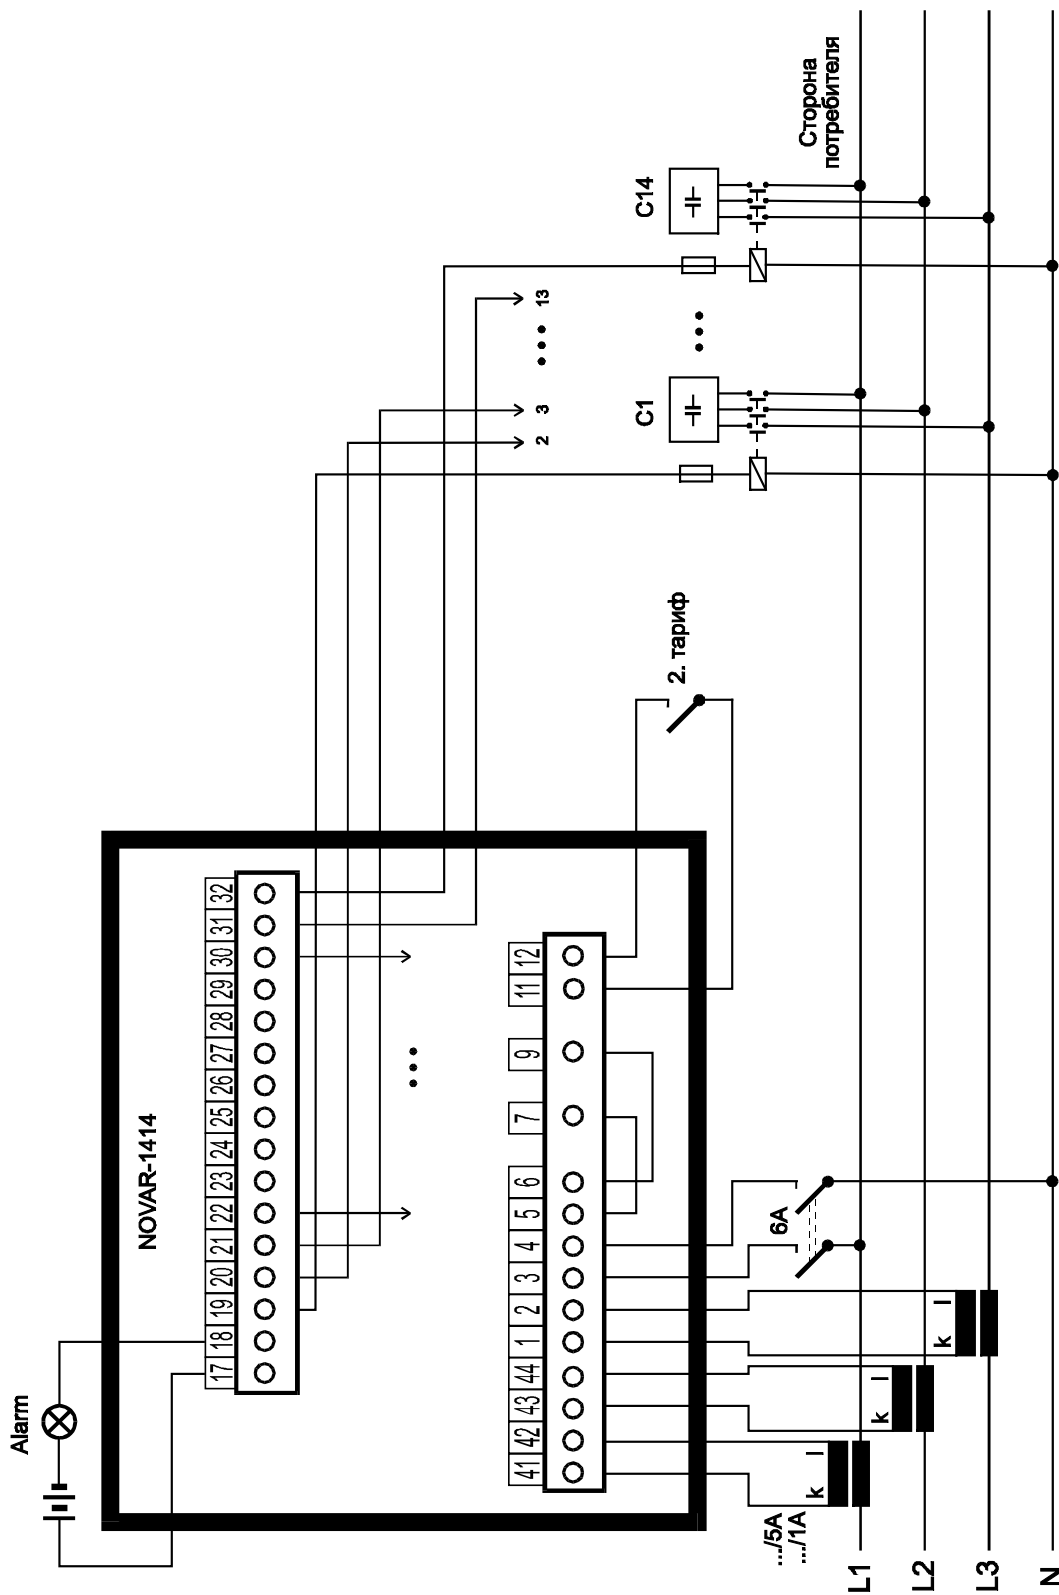 Alarm
NOVAR-1414
17 18 19 20 21 22 23 24 25 26 27 28 29 30 31 32
41 42 43 44 1 2 3 4 5 6 7 9 11 12
2. тариф
2 3 13
C1
C14
Сторона
потребителя
6A
.../5A
.../1A
k l
k l
k l
L1
L2
L3
N